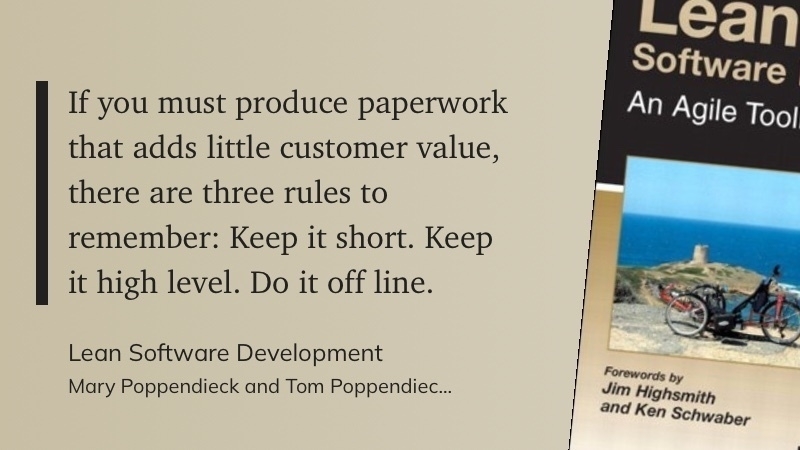 If you must produce paperwork
that adds little customer value,
there are three rules to
remember: Keep it short. Keep
it high level. Do it off line.
Lean Software Development
Mary Poppendieck and Tom Poppendiec...
Lean
Software
An Agile Tool
Forewords by
Jim Highsmith
and Ken Schwaber